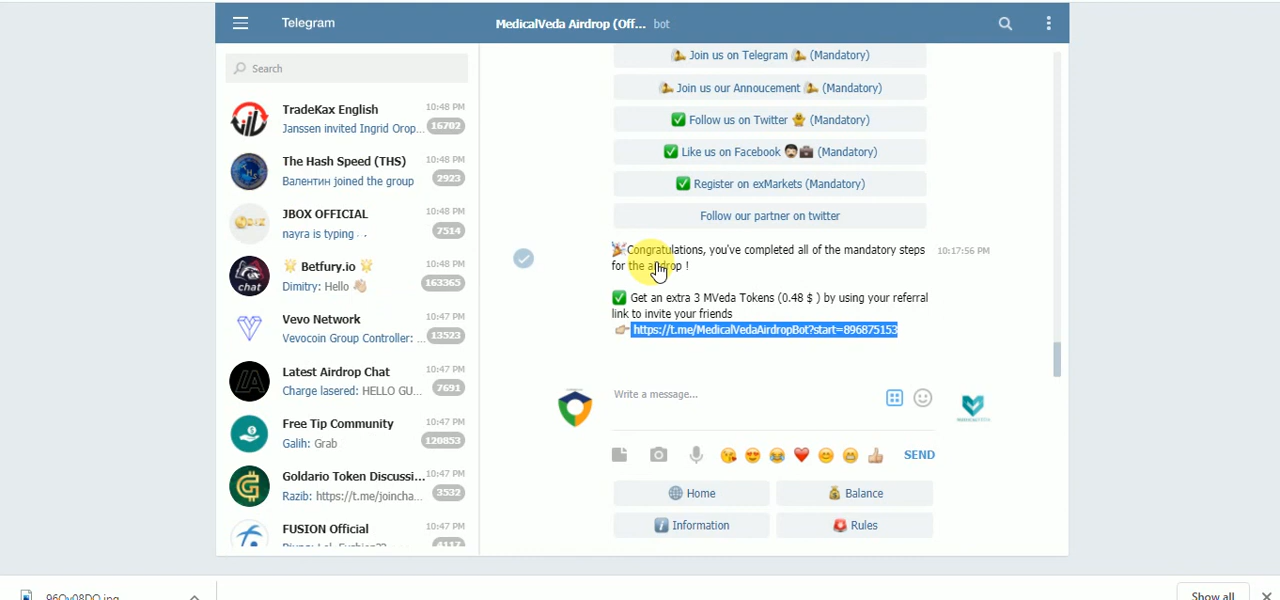 Telegram
MedicalVeda Airdrop (Off... bot
Search
TradeKax English 10:48 PM
Janssen invited Ingrid Orop... 16702
The Hash Speed (THS) 10:48 PM
Валентин joined the group 2923
JBOX OFFICIAL 10:48 PM
nayra is typing . . 7514
Betfury.io 10:48 PM
Dimitry: Hello 👋🏻 163365
chat
Vevo Network 10:47 PM
Vevocoin Group Controller: ... 13523
Latest Airdrop Chat 10:47 PM
Charge lasered: HELLO GU... 7691
Free Tip Community 10:47 PM
Galih: Grab 120853
Goldario Token Discussi... 10:47 PM
Razib: https://t.me/joincha... 3532
FUSION Official 10:47 PM
Join us on Telegram (Mandatory)
Join us our Annoucement (Mandatory)
✅ Follow us on Twitter (Mandatory)
✅ Like us on Facebook (Mandatory)
✅ Register on exMarkets (Mandatory)
Follow our partner on twitter
🎉Congratulations, you've completed all of the mandatory steps 10:17:56 PM
for the airdrop !
✅ Get an extra 3 MVeda Tokens (0.48 $ ) by using your referral
link to invite your friends
👉🏼 https://t.me/MedicalVedaAirdropBot?start=896875153
Write a message...
SEND
Home
Balance
Information
Rules
Show all